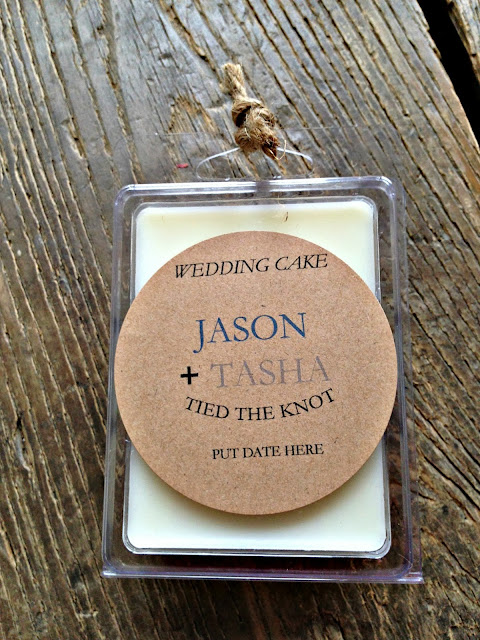 WEDDING CAKE
JASON
+ TASHA
TIED THE KNOT
PUT DATE HERE